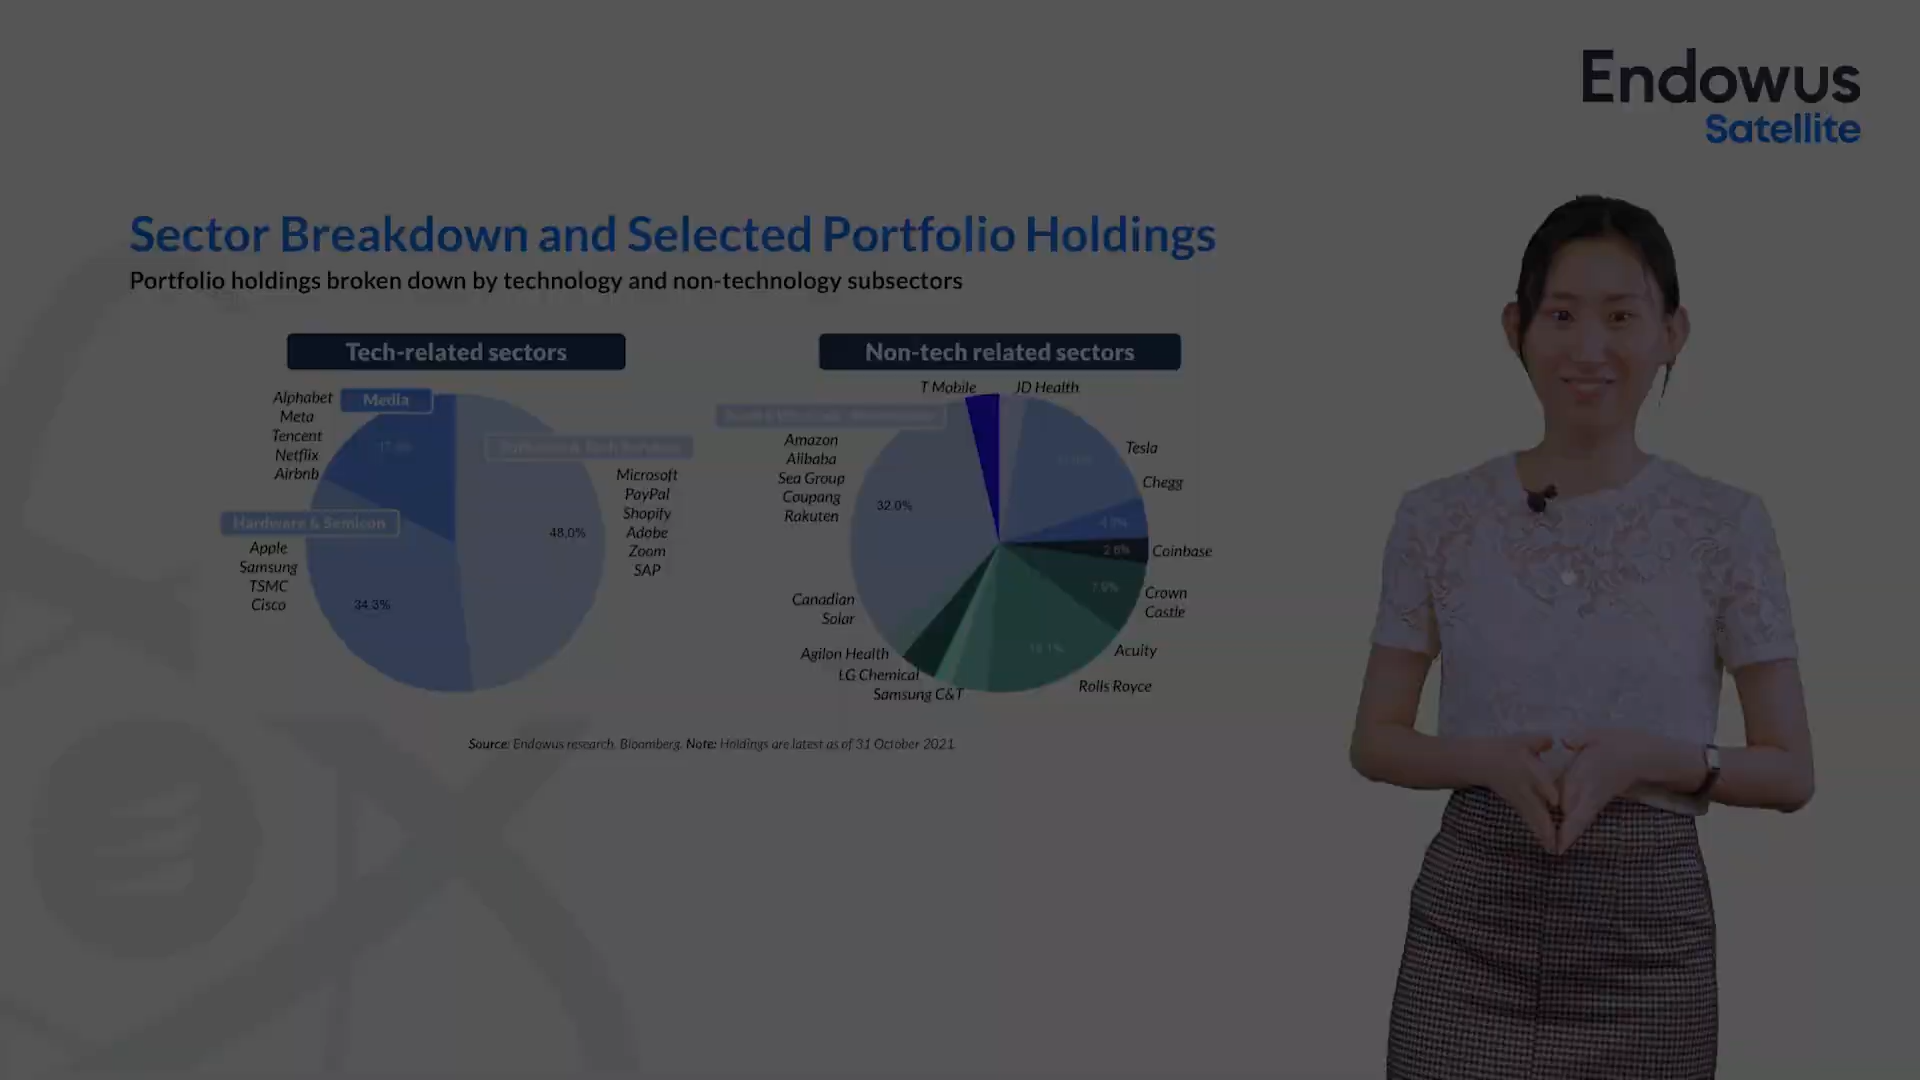 Endowus
Satellite
Sector Breakdown and Selected Portfolio Holdings
Portfolio holdings broken down by technology and non-technology subsectors
Tech-related sectors
Alphabet
Meta
Tencent
Netflix
Airbnb
Media
Microsoft
PayPal
Shopify
Adobe
Zoom
SAP
48.0%
Hardware & Semicon
Apple
Samsung
TSMC
Cisco
34.3%
Non-tech related sectors
T Mobile
JD Health
Amazon
Alibaba
Sea Group
Coupang
Rakuten
32.0%
Tesla
Chegg
2.6%
Coinbase
7.9%
Crown
Castle
Canadian
Solar
Acuity
Agilon Health
LG Chemical
Samsung C&T
Rolls Royce
Source: Endowus research, Bloomberg. Note: Holdings are latest as of 31 October 2021.